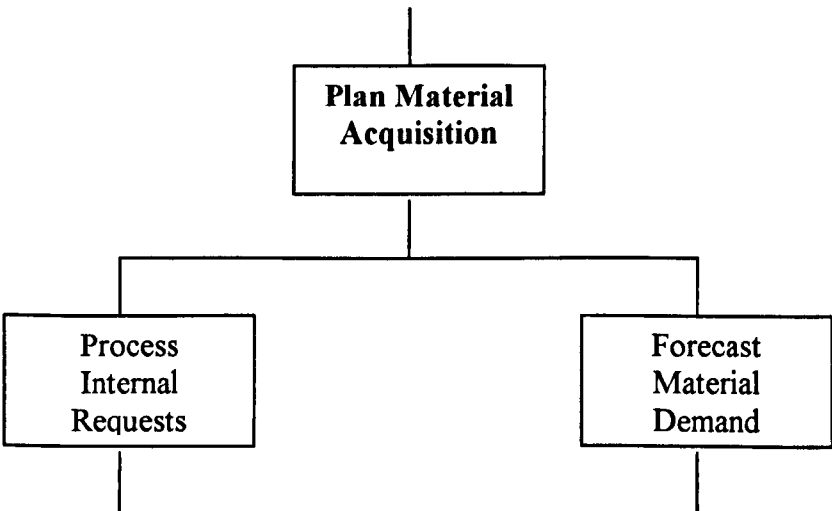 Plan Material
Acquisition
Process
Internal
Requests
Forecast
Material
Demand